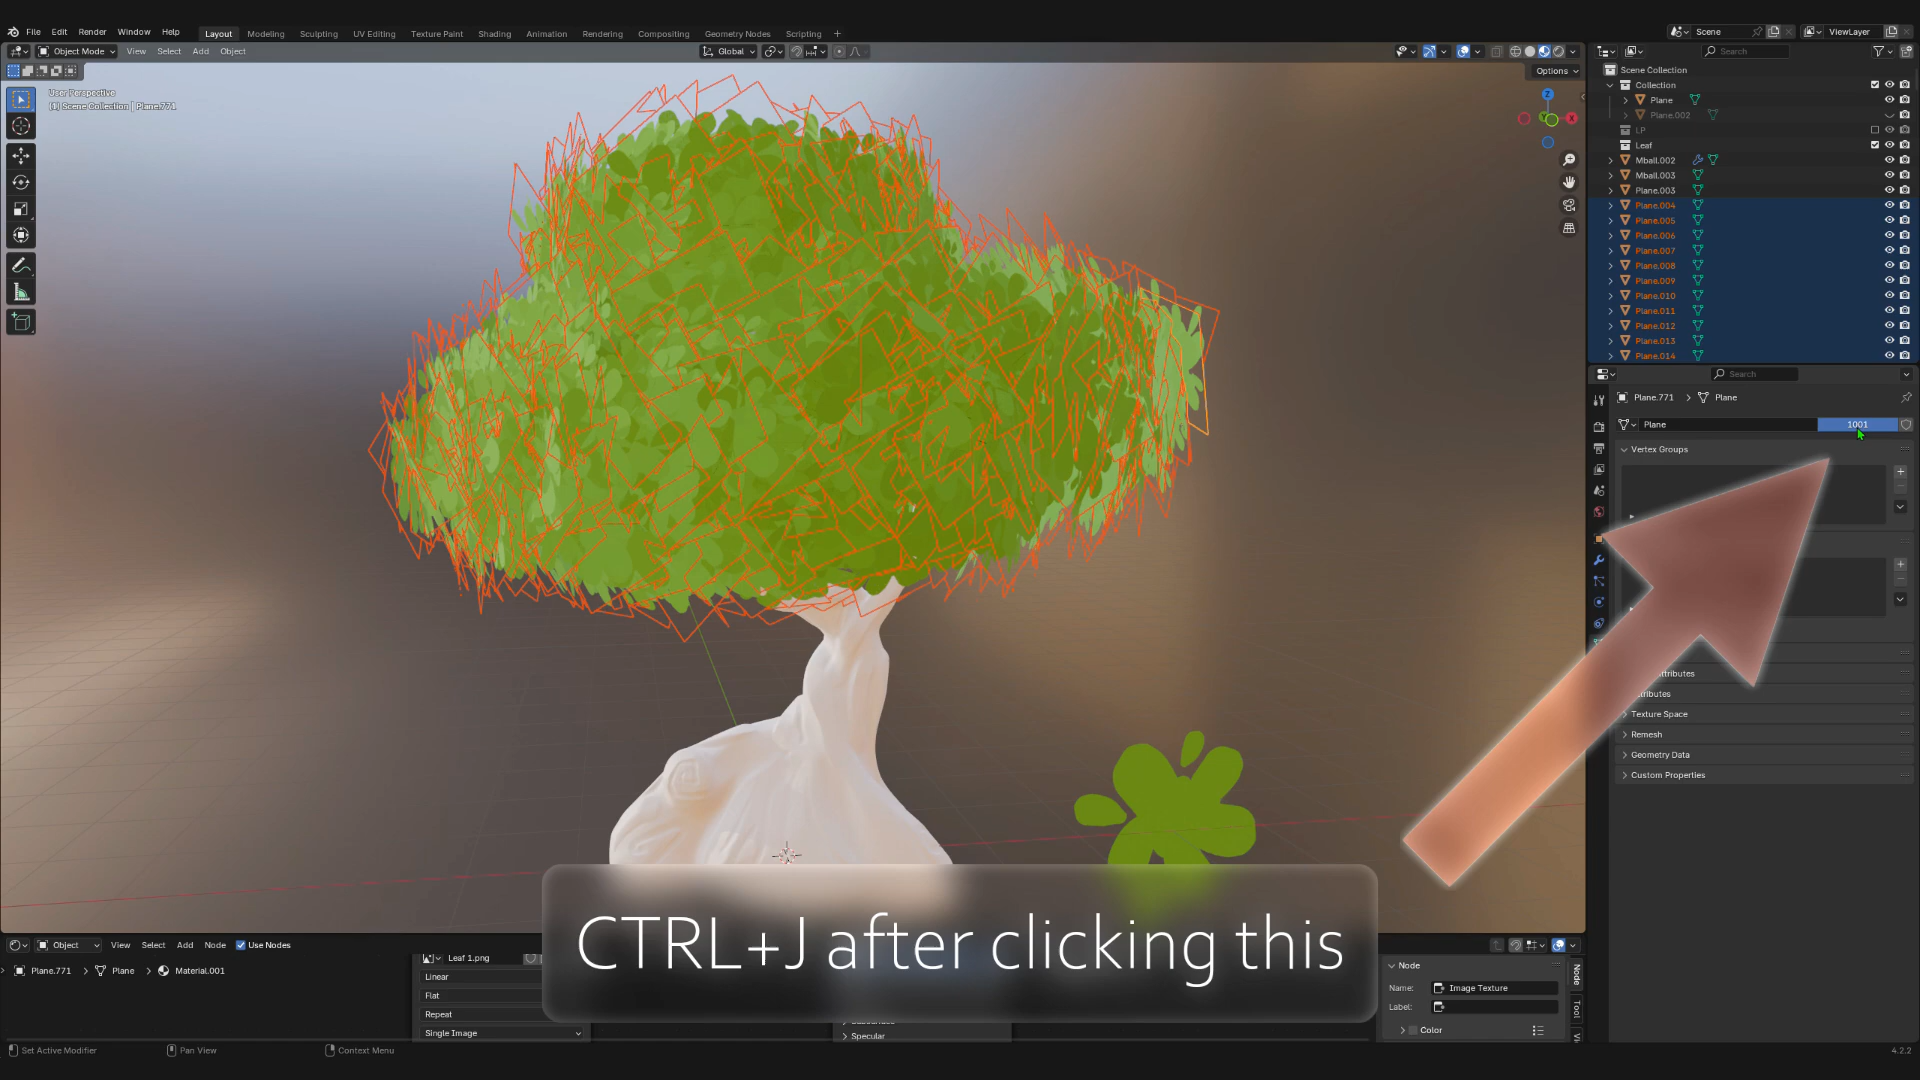 File Edit Render Window Help Layout Modeling Sculpting UV Editing Texture Paint Shading Animation Rendering Compositing Geometry Nodes Scripting + Scene ViewLayer
Object Mode View Select Add Object Global Search
Options
User Perspective
(1) Scene Collection | Plane.771
Z
X
Scene Collection
Collection
Plane
Plane.002
LP
Leaf
Mball.002
Mball.003
Plane.003
Plane.004
Plane.005
Plane.006
Plane.007
Plane.008
Plane.009
Plane.010
Plane.011
Plane.012
Plane.013
Plane.014
Search
Plane.771 > Plane
Plane 1001
Vertex Groups
Texture Space
Remesh
Geometry Data
Custom Properties
CTRL+J after clicking this
Object View Select Add Node Use Nodes
Plane.771 > Plane > Material.001
Leaf 1.png
Linear
Flat
Repeat
Single Image
Specular
Node
Name: Image Texture
Label:
Color
Node
Tool
Set Active Modifier Pan View Context Menu 4.2.2